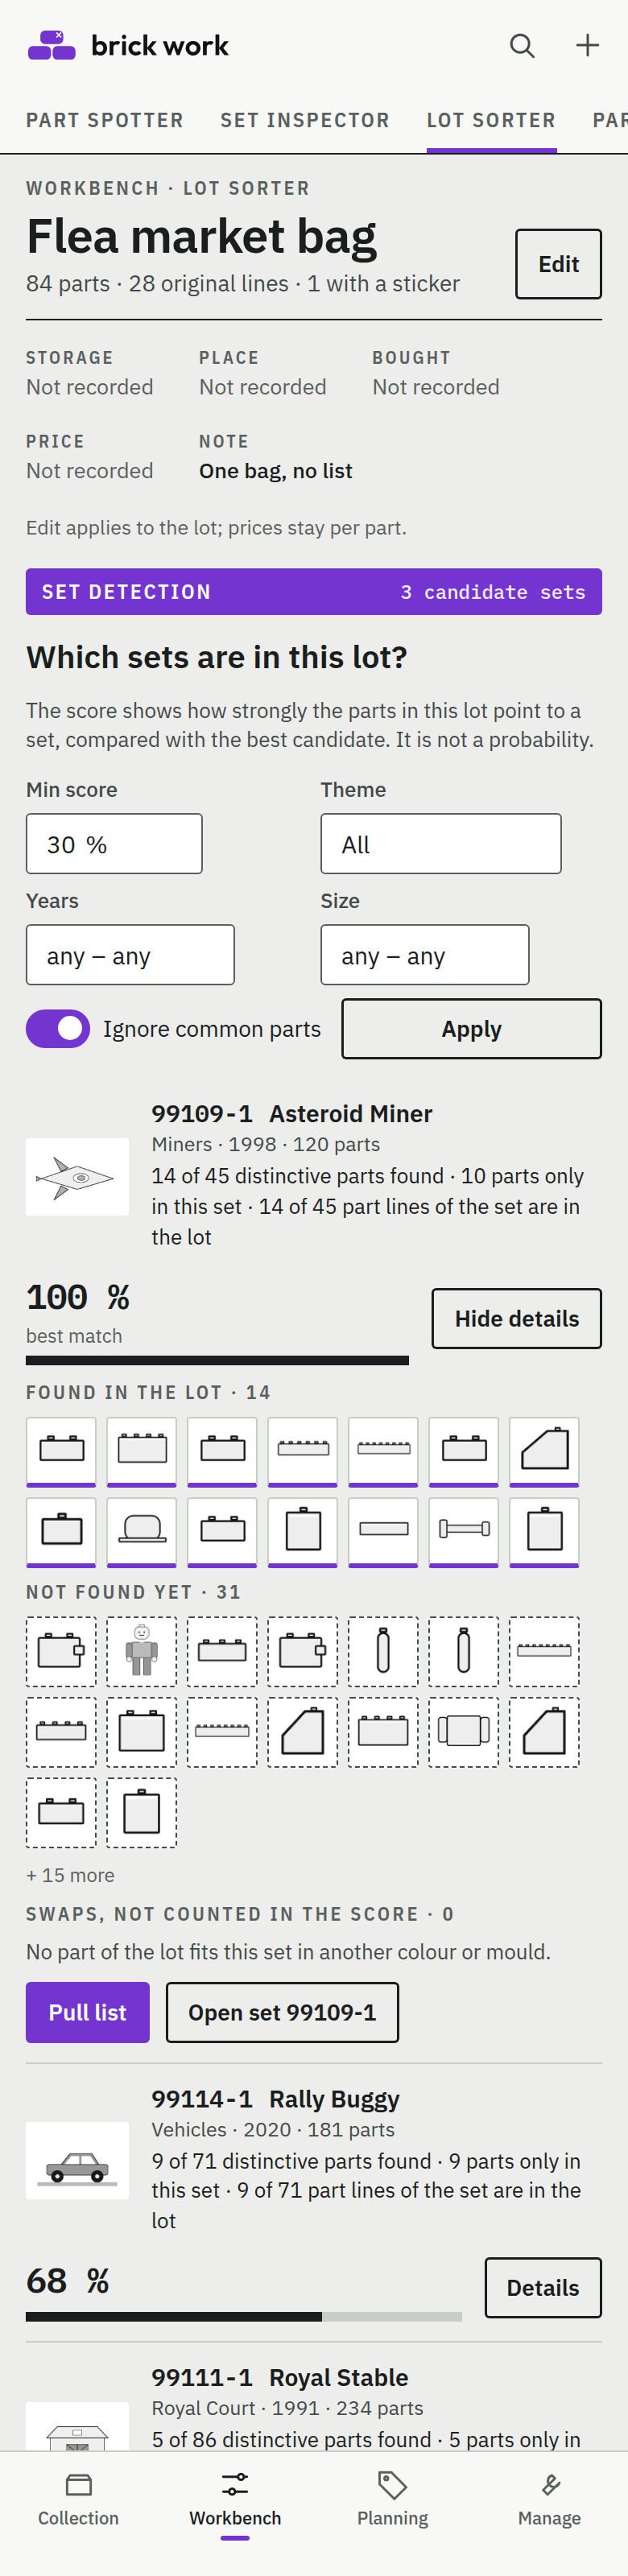 brick work
PART SPOTTER SET INSPECTOR LOT SORTER PAR
WORKBENCH · LOT SORTER
Flea market bag
84 parts · 28 original lines · 1 with a sticker
Edit
STORAGE PLACE BOUGHT
Not recorded Not recorded Not recorded
PRICE NOTE
Not recorded One bag, no list
Edit applies to the lot; prices stay per part.
SET DETECTION 3 candidate sets
Which sets are in this lot?
The score shows how strongly the parts in this lot point to a
set, compared with the best candidate. It is not a probability.
Min score Theme
30 % All
Years Size
any – any any – any
Ignore common parts Apply
99109-1 Asteroid Miner
Miners · 1998 · 120 parts
14 of 45 distinctive parts found · 10 parts only
in this set · 14 of 45 part lines of the set are in
the lot
100 %
best match
Hide details
FOUND IN THE LOT · 14
NOT FOUND YET · 31
+ 15 more
SWAPS, NOT COUNTED IN THE SCORE · 0
No part of the lot fits this set in another colour or mould.
Pull list Open set 99109-1
99114-1 Rally Buggy
Vehicles · 2020 · 181 parts
9 of 71 distinctive parts found · 9 parts only in
this set · 9 of 71 part lines of the set are in the
lot
68 %
Details
99111-1 Royal Stable
Royal Court · 1991 · 234 parts
5 of 86 distinctive parts found · 5 parts only in
Collection Workbench Planning Manage